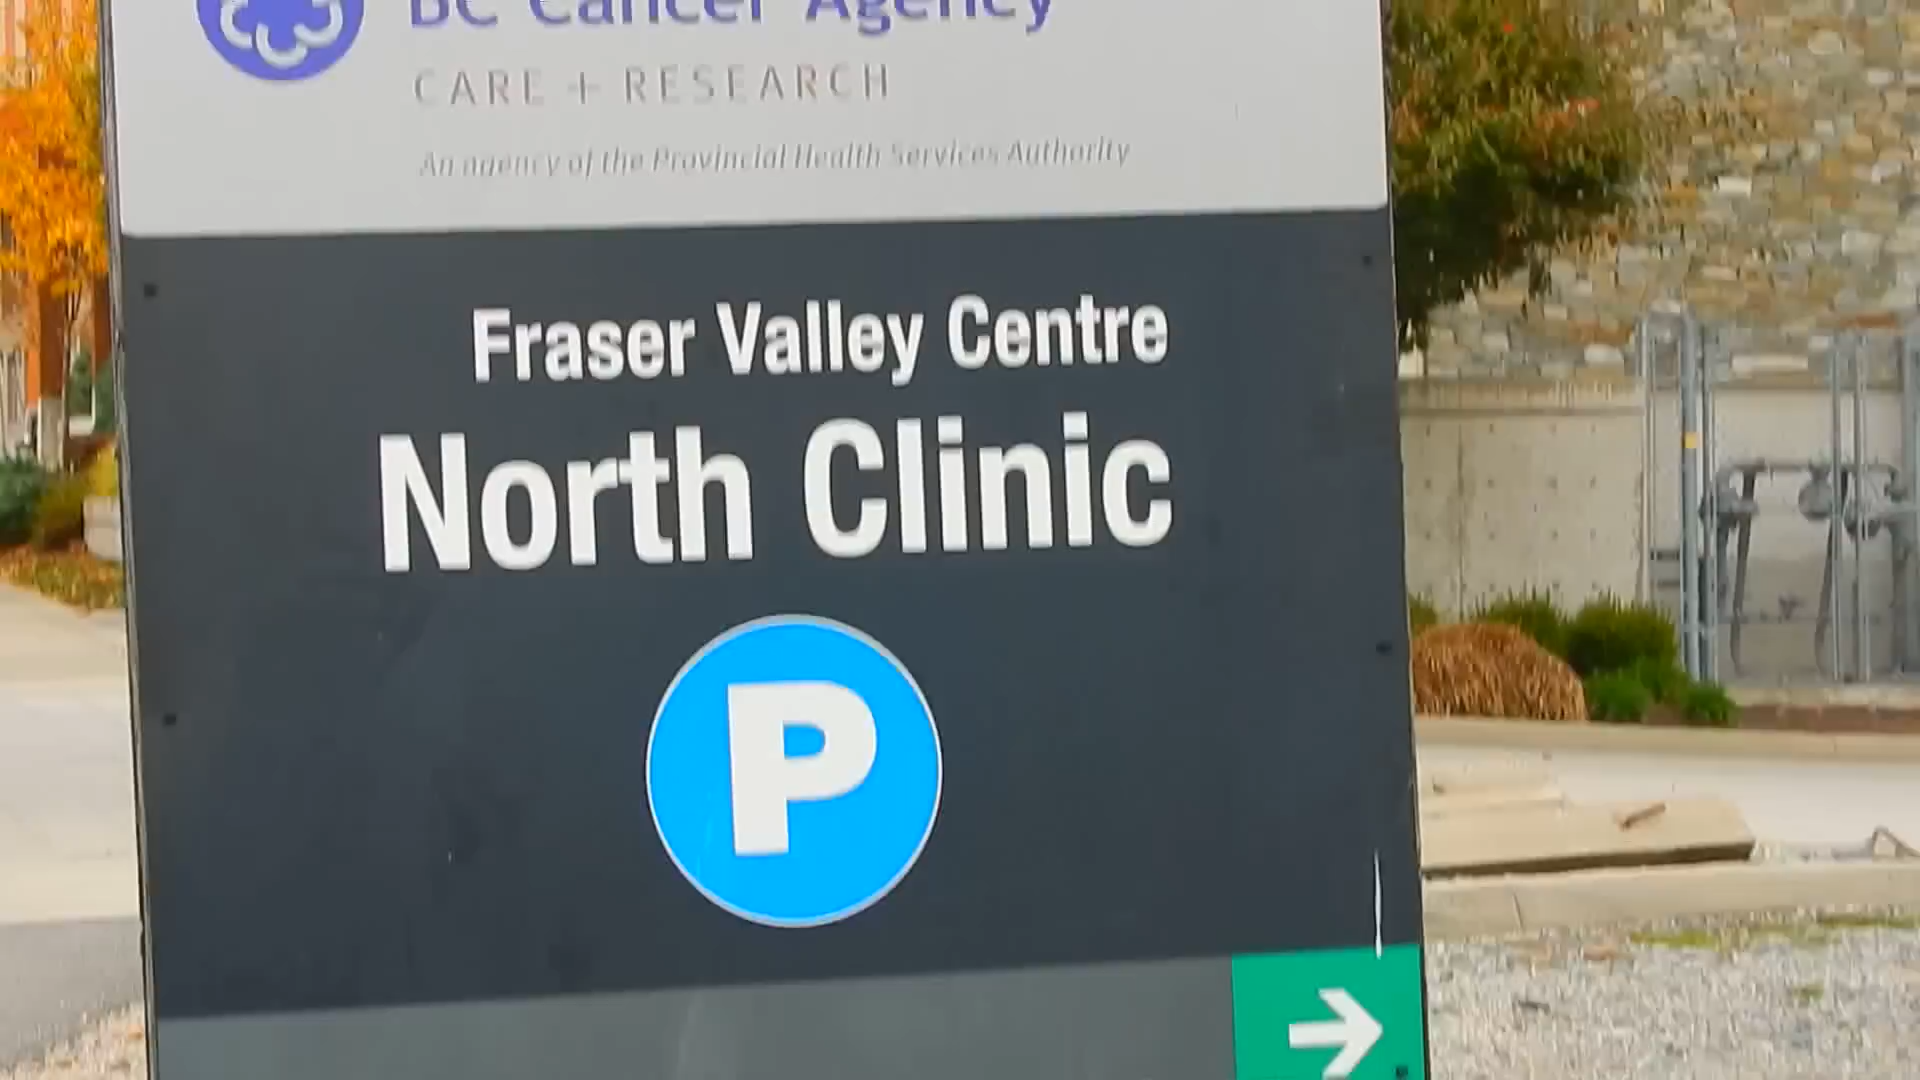 BC Cancer Agency
CARE + RESEARCH
An agency of the Provincial Health Services Authority
Fraser Valley Centre
North Clinic
P